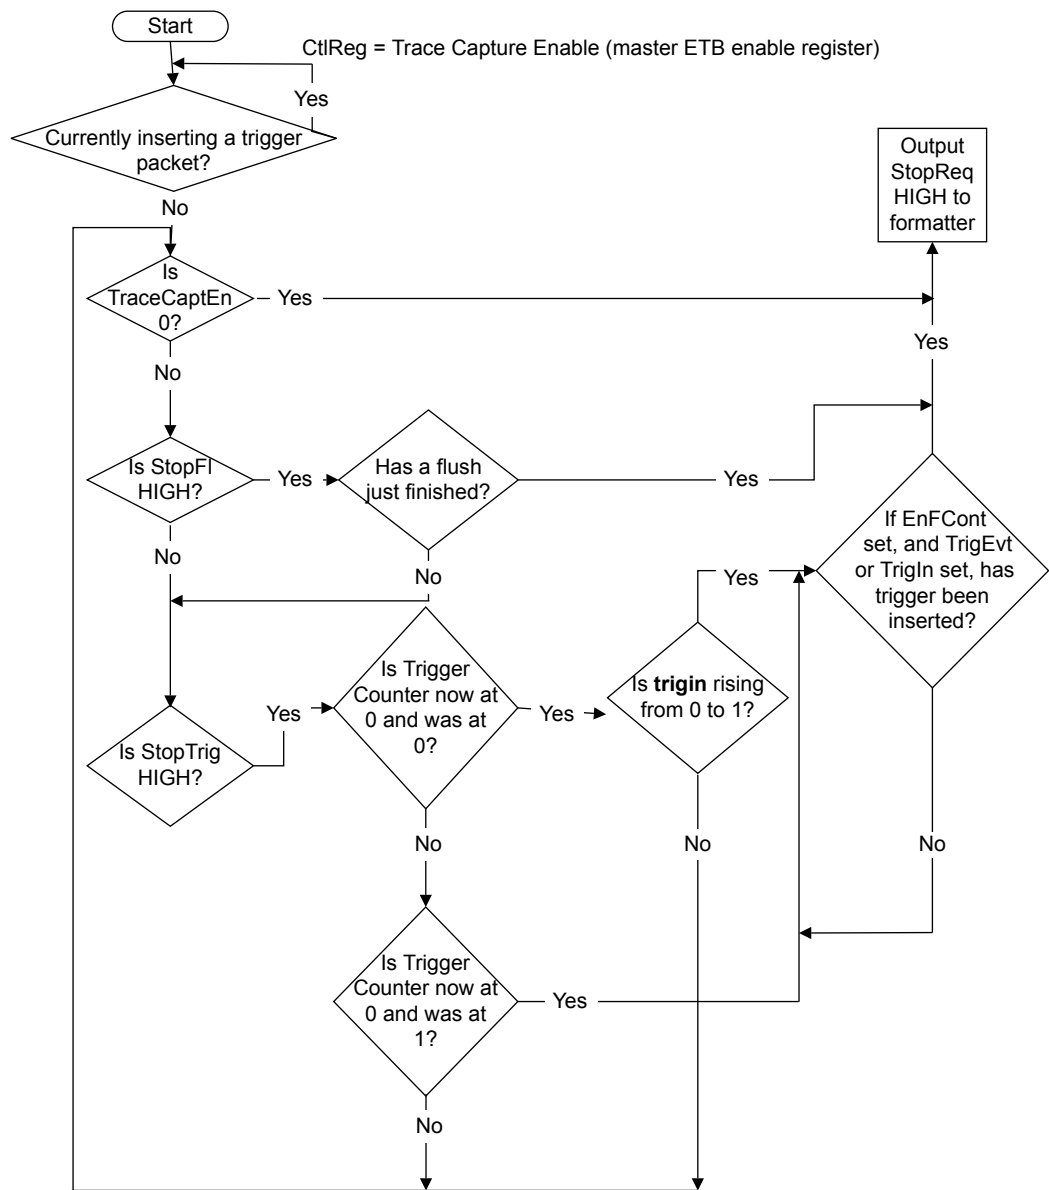 Start
CtlReg = Trace Capture Enable (master ETB enable register)
Yes
Currently inserting a trigger
packet?
No
Output
StopReq
HIGH to
formatter
Is
TraceCaptEn
0?
Yes
Yes
No
Is StopFl
HIGH?
Yes
Has a flush
just finished?
Yes
No
No
If EnFCont
set, and TrigEvt
or TrigIn set, has
trigger been
inserted?
Yes
Is Trigger
Counter now at
0 and was at
0?
Yes
Is trigin rising
from 0 to 1?
Yes
Is StopTrig
HIGH?
No
No
No
Is Trigger
Counter now at
0 and was at
1?
Yes
No